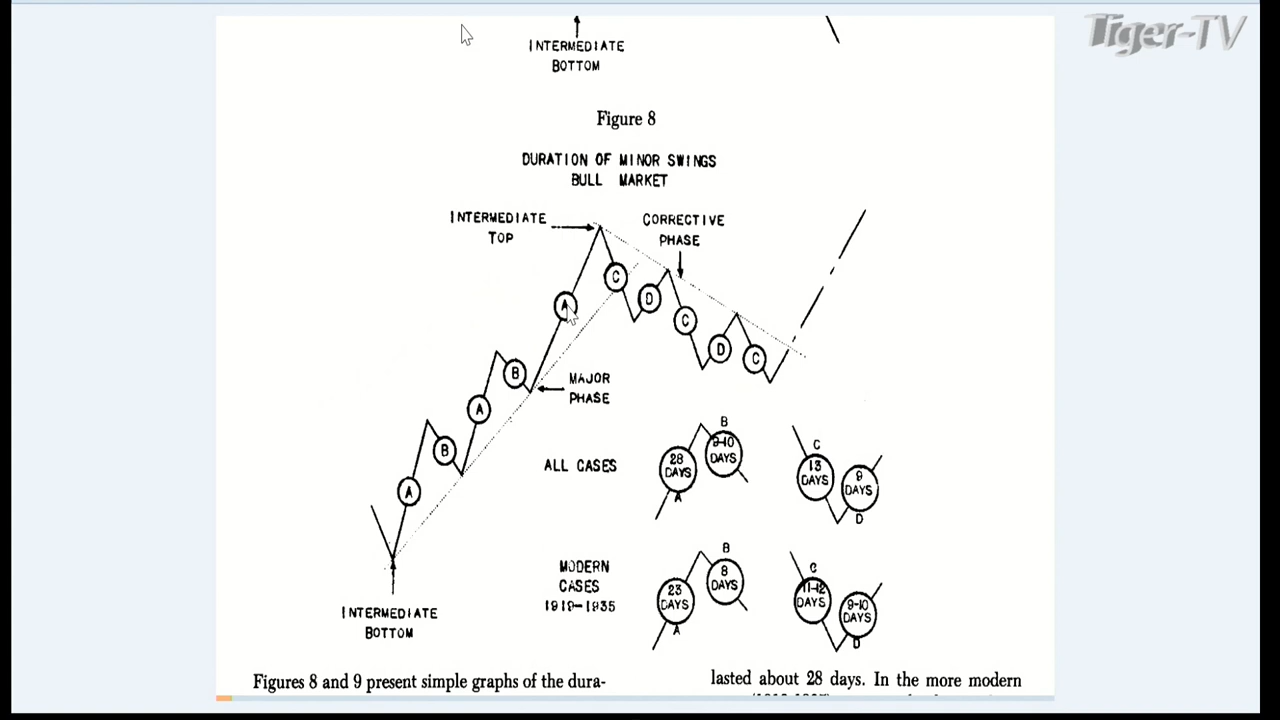 Tiger-TV
INTERMEDIATE
BOTTOM
Figure 8
DURATION OF MINOR SWINGS
BULL MARKET
INTERMEDIATE
TOP
CORRECTIVE
PHASE
C
A
D
C
B
D
C
MAJOR
PHASE
A
B
A
ALL CASES
28
DAYS
A
B
9-10
DAYS
C
13
DAYS
9
DAYS
D
MODERN
CASES
1919-1935
23
DAYS
A
B
8
DAYS
C
11-12
DAYS
9-10
DAYS
D
INTERMEDIATE
BOTTOM
Figures 8 and 9 present simple graphs of the dura-
lasted about 28 days. In the more modern